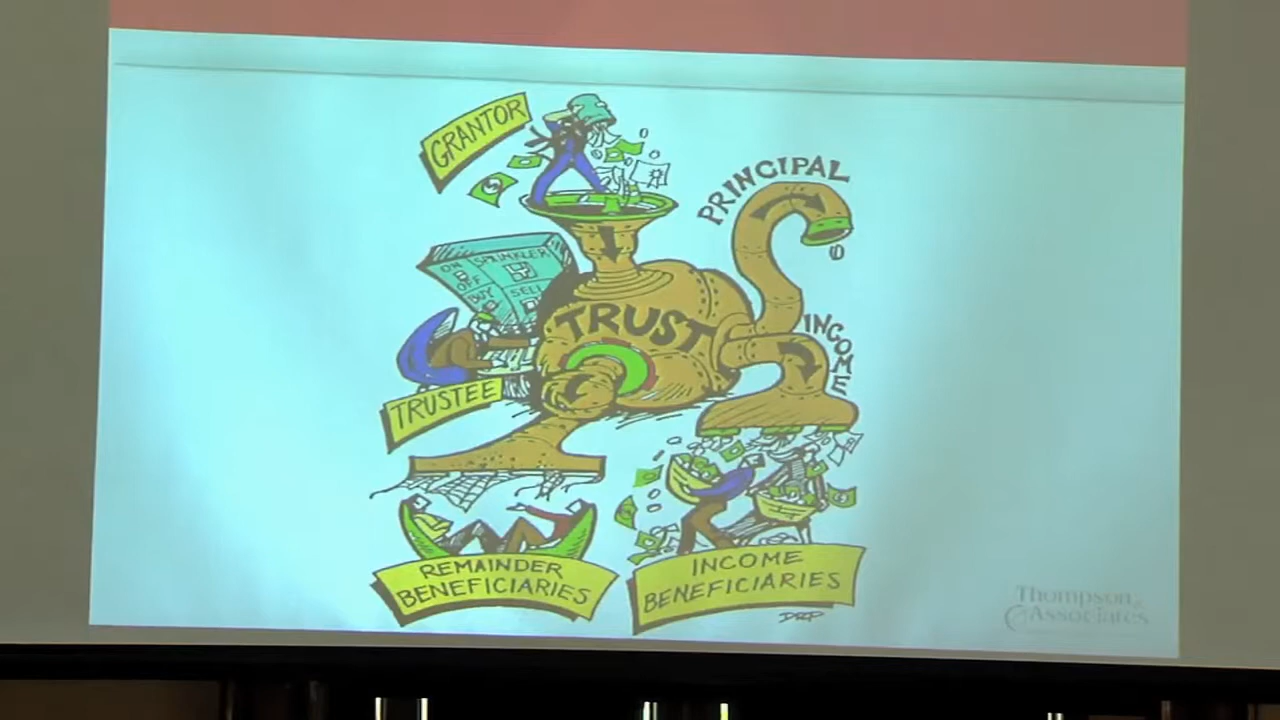 GRANTOR
PRINCIPAL
ON
OFF
SPRINKLER
BUY
SELL
TRUST
INCOME
TRUSTEE
REMAINDER
BENEFICIARIES
INCOME
BENEFICIARIES
Thompson
& Associates